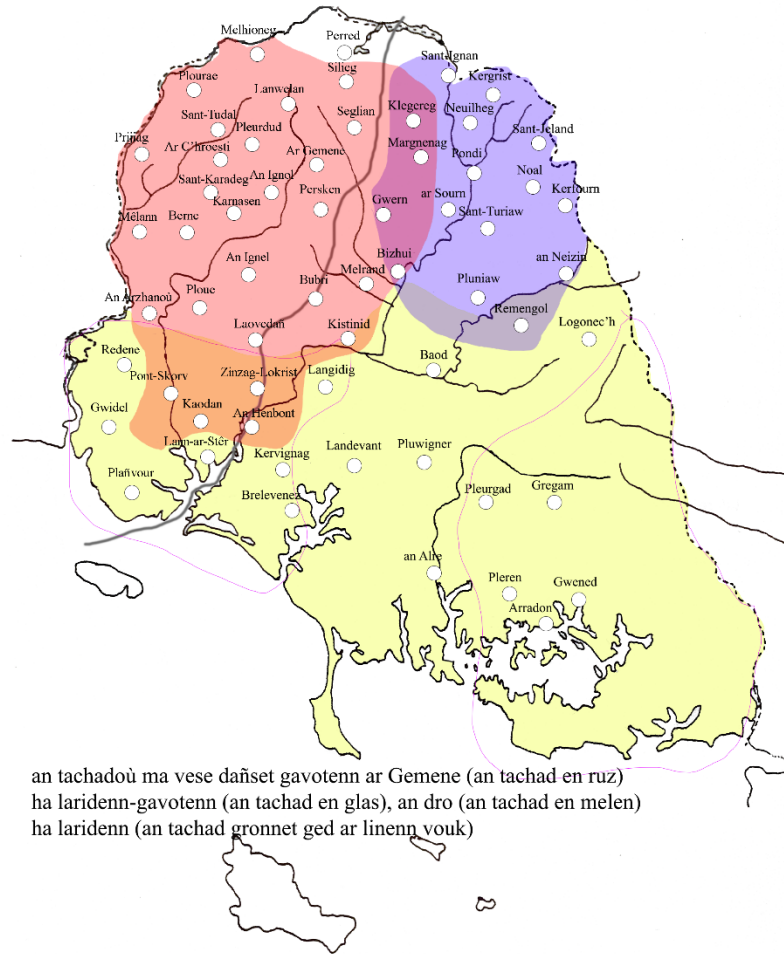 Melhioneg
Perred
Sant-Ignan
Silieg
Kergrist
Plourae
Lanwelan
Klegereg
Neuilheg
Seglian
Sant-Tudal
Pleurdud
Sant-Jeland
Prijiag
Ar C'hroesti
Margnenag
Ar Gemene
Pondi
Noal
Sant-Karadeg
An Ignol
Karnasen
Persken
Gwern
ar Sourn
Kerfourn
Sant-Turiaw
Mêlann
Berne
An Ignel
Bizhui
an Neizin
Melrand
Bubri
Pluniaw
An Arzhanoù
Ploue
Remengol
Logonec'h
Laovedan
Kistinid
Redene
Baod
Pont-Skorv
Zinzag-Lokrist
Langidig
Gwidel
Kaodan
An Henbont
Lann-ar-Stêr
Kervignag
Landevant
Pluwigner
Plañvour
Brelevenez
Pleurgad
Gregam
an Alre
Pleren
Gwened
Arradon
an tachadoù ma vese dañset gavotenn ar Gemene (an tachad en ruz)
ha laridenn-gavotenn (an tachad en glas), an dro (an tachad en melen)
ha laridenn (an tachad gronnet ged ar linenn vouk)